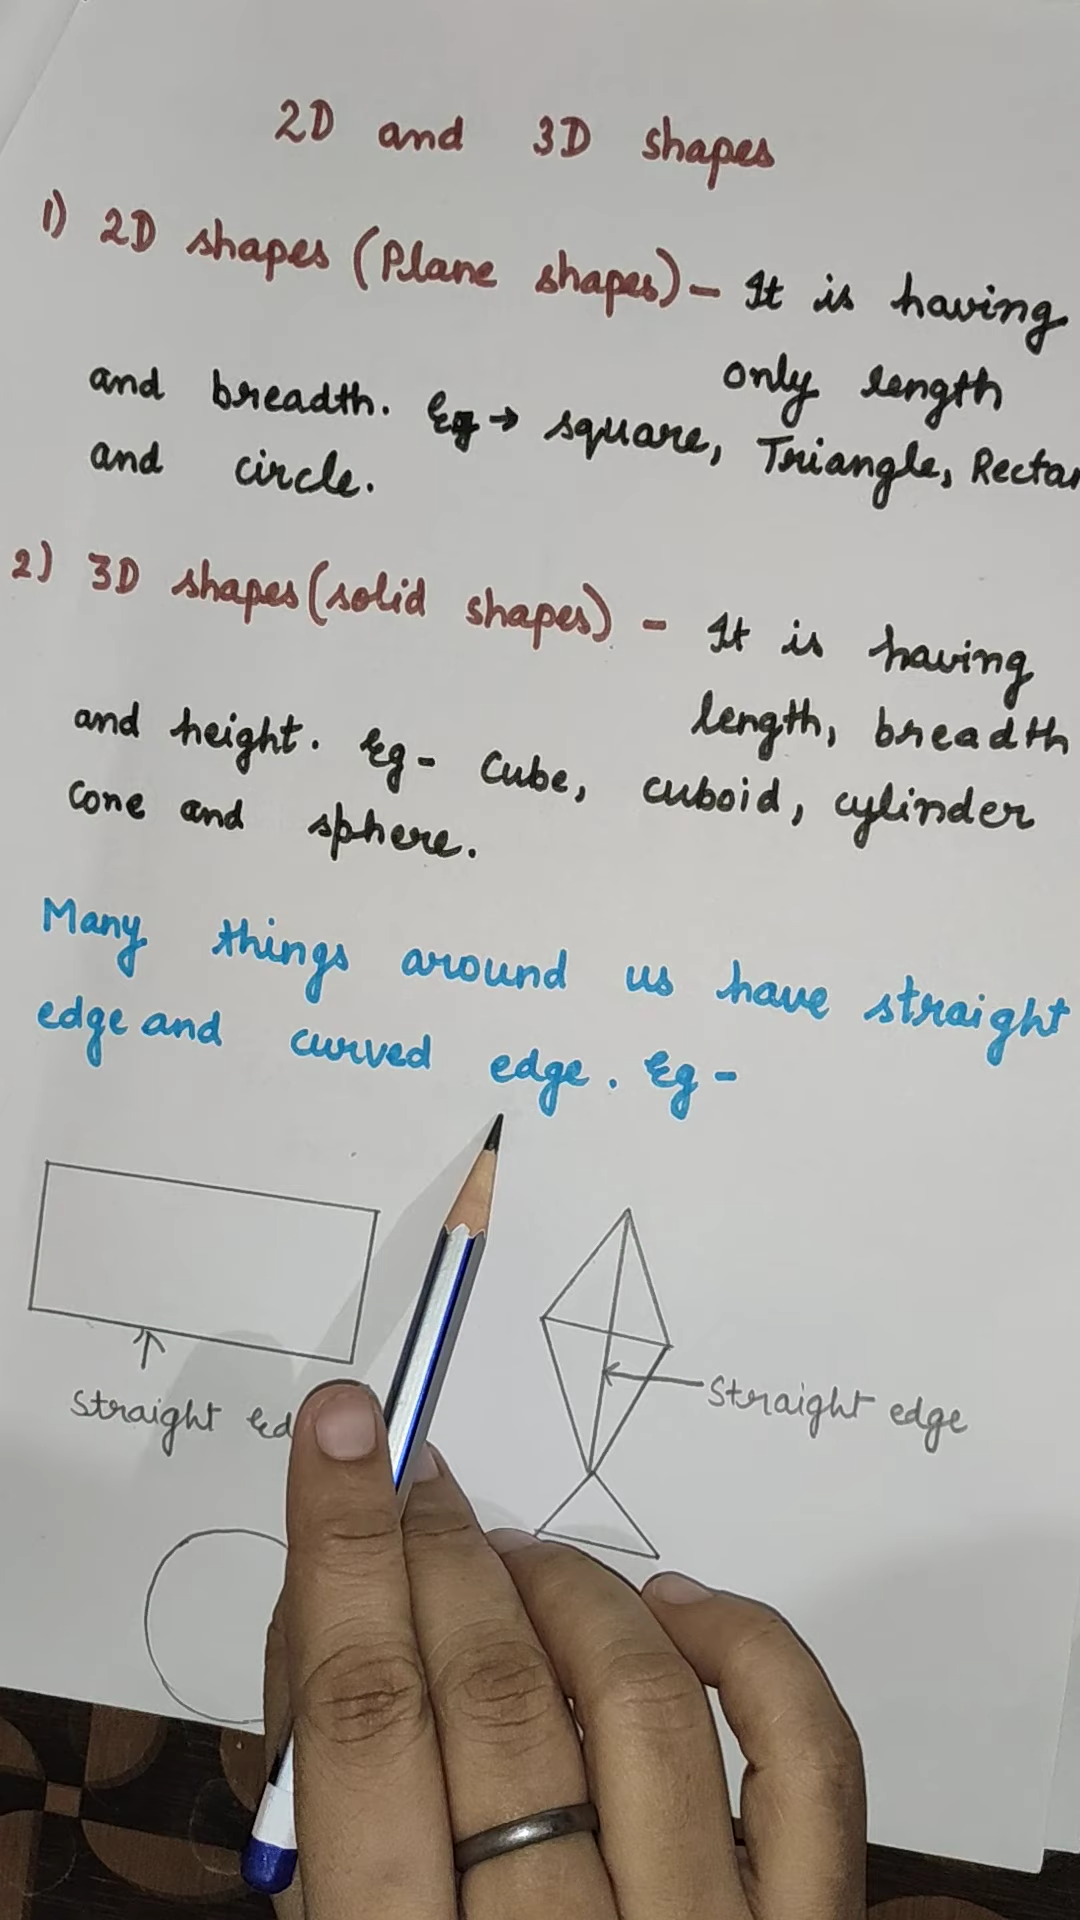 2D and 3D shapes
1) 2D shapes (Plane shapes) - It is having
only length
and breadth. Eg → square, Triangle,
and circle.
2) 3D shapes (solid shapes) - It is having
length, breadth
and height. Eg - Cube, cuboid, cylinder
cone and sphere.
Many things around us have straight
edge and curved edge. Eg -
Straight
Straight edge